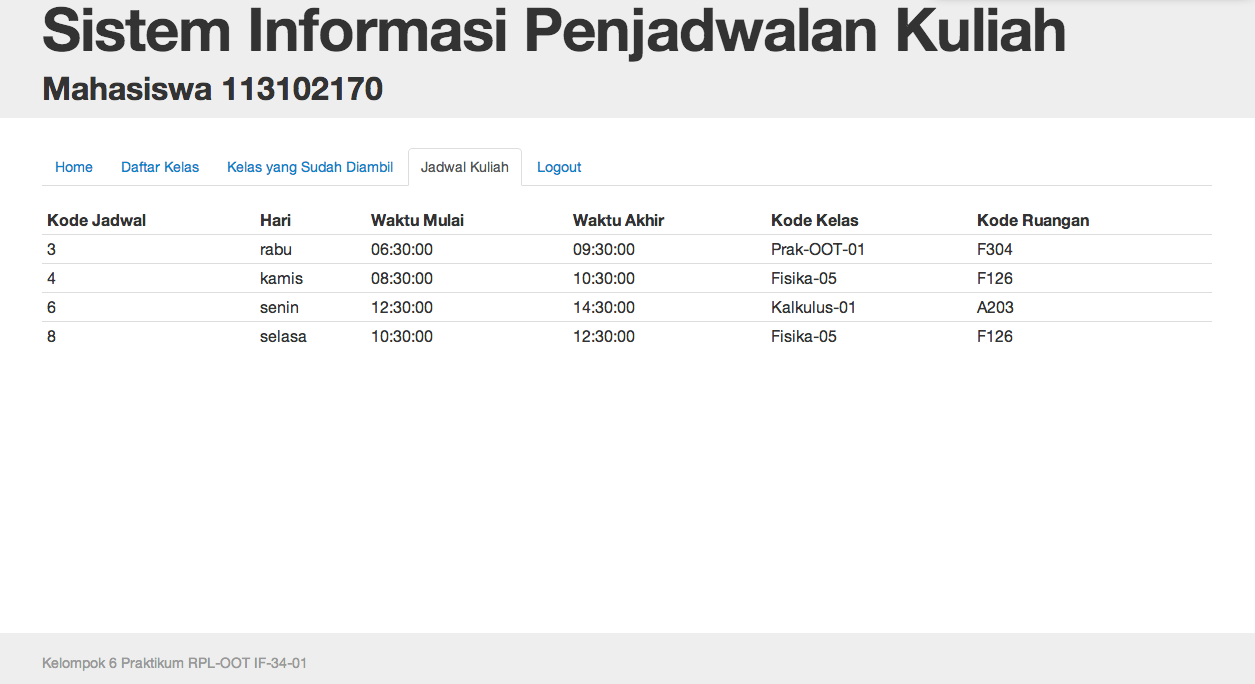 Sistem Informasi Penjadwalan Kuliah
Mahasiswa 113102170
Home Daftar Kelas Kelas yang Sudah Diambil Jadwal Kuliah Logout
Kode Jadwal Hari Waktu Mulai Waktu Akhir Kode Kelas Kode Ruangan
3 rabu 06:30:00 09:30:00 Prak-OOT-01 F304
4 kamis 08:30:00 10:30:00 Fisika-05 F126
6 senin 12:30:00 14:30:00 Kalkulus-01 A203
8 selasa 10:30:00 12:30:00 Fisika-05 F126
Kelompok 6 Praktikum RPL-OOT IF-34-01